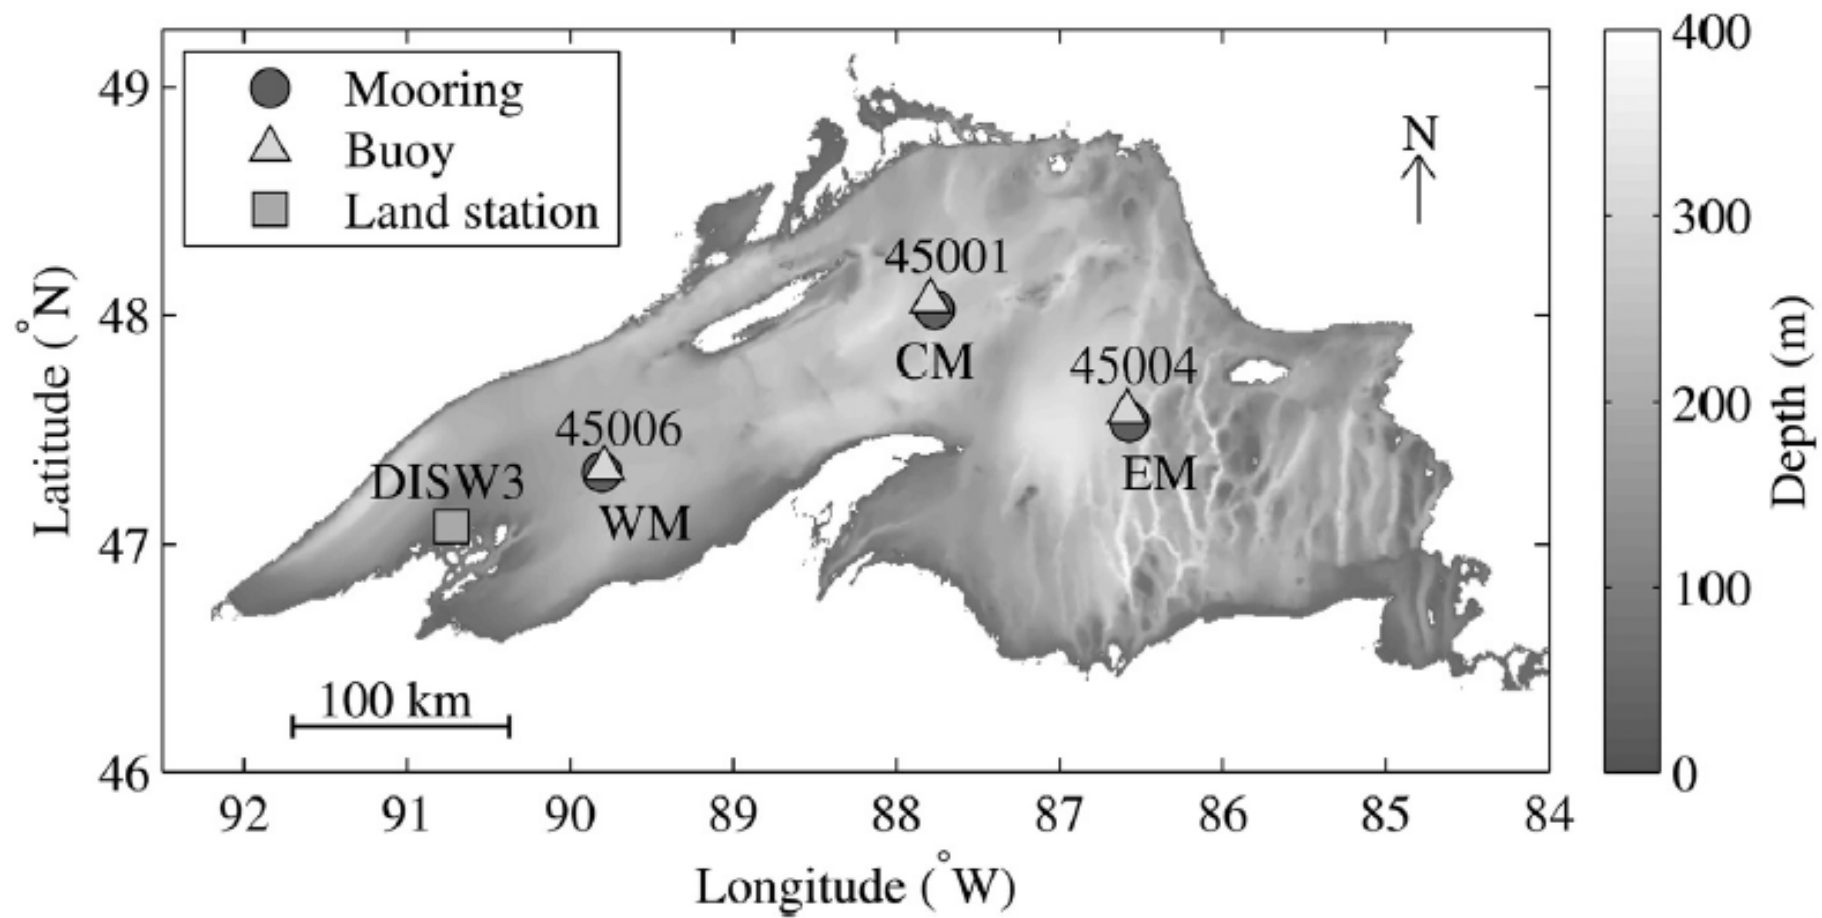 49
48
47
46
Latitude (°N)
Mooring
Buoy
Land station
N
45001
CM
45004
EM
45006
WM
DISW3
100 km
92 91 90 89 88 87 86 85 84
Longitude (°W)
400
300
200
100
0
Depth (m)